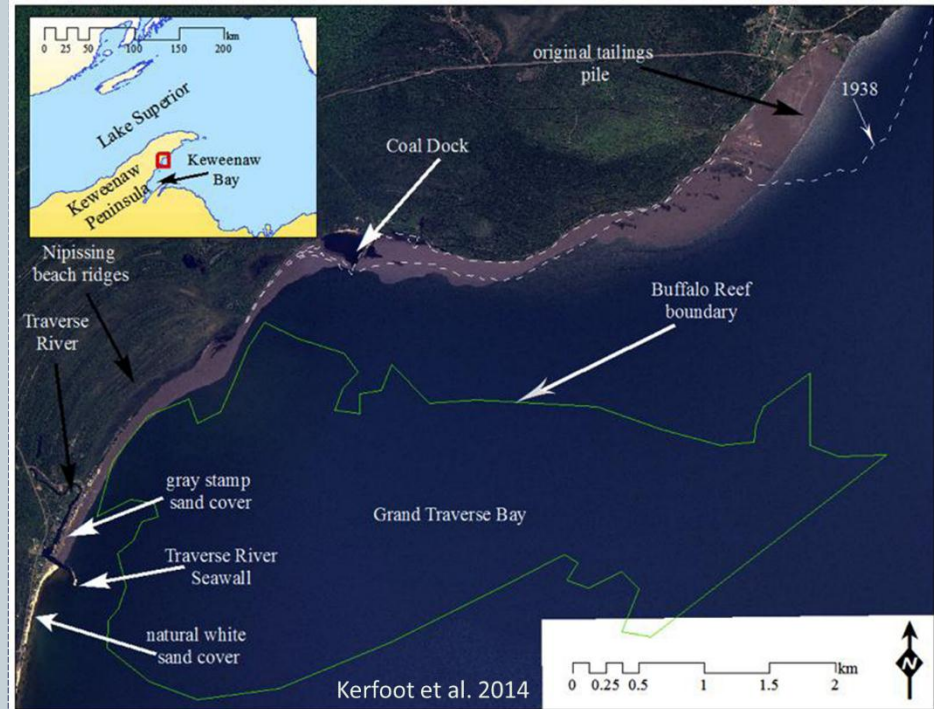 0 25 50 100 150 200
km
Lake Superior
Keweenaw
Bay
Keweenaw
Peninsula
original tailings
pile
1938
Coal Dock
Nipissing
beach ridges
Traverse
River
Buffalo Reef
boundary
gray stamp
sand cover
Grand Traverse Bay
Traverse River
Seawall
natural white
sand cover
Kerfoot et al. 2014
km
0 0.25 0.5 1 1.5 2
N